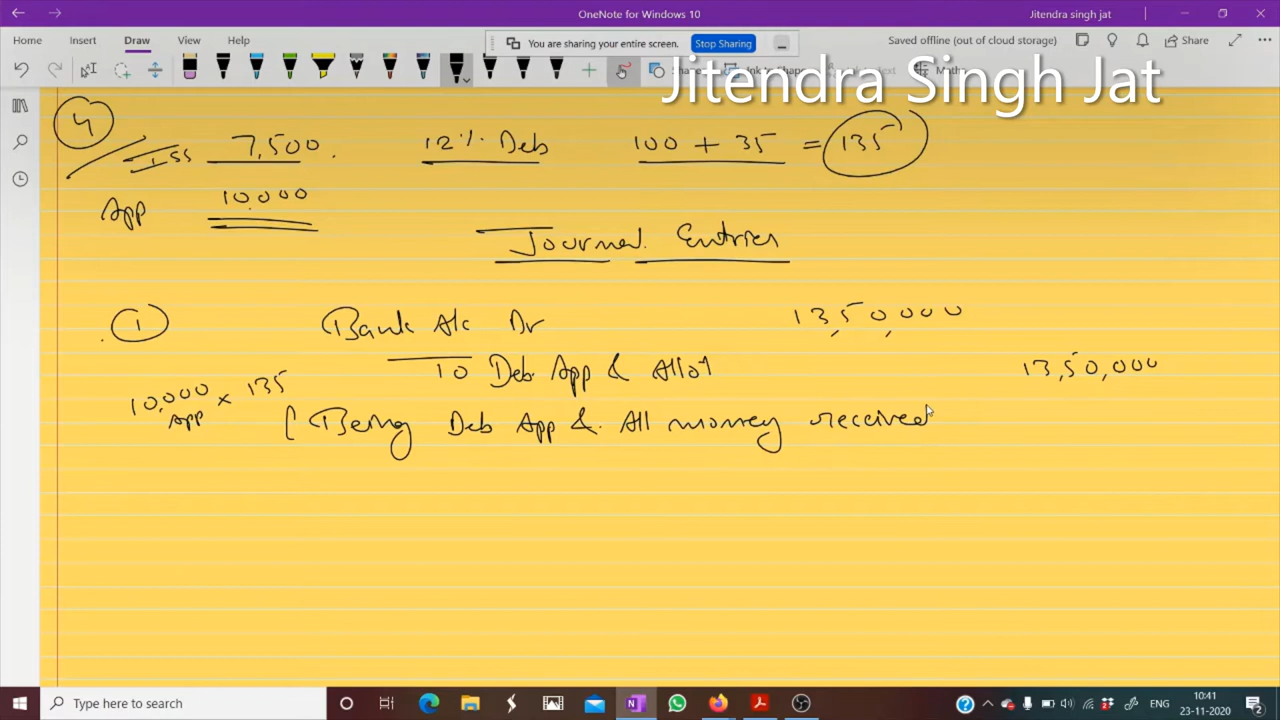 OneNote for Windows 10
Jitendra singh jat
Home Insert Draw View Help
You are sharing your entire screen. Stop Sharing
Saved offline (out of cloud storage)
Share
Jitendra Singh Jat
4
Iss 7,500. 12% Deb 100 + 35 = 135
App 10,000
Journal Entries
1 Bank A/c Dr 13,50,000
To Deb App & Allot 13,50,000
10,000 × 135
App
( Being Deb App & All money received
Type here to search
ENG
10:41
23-11-2020
2